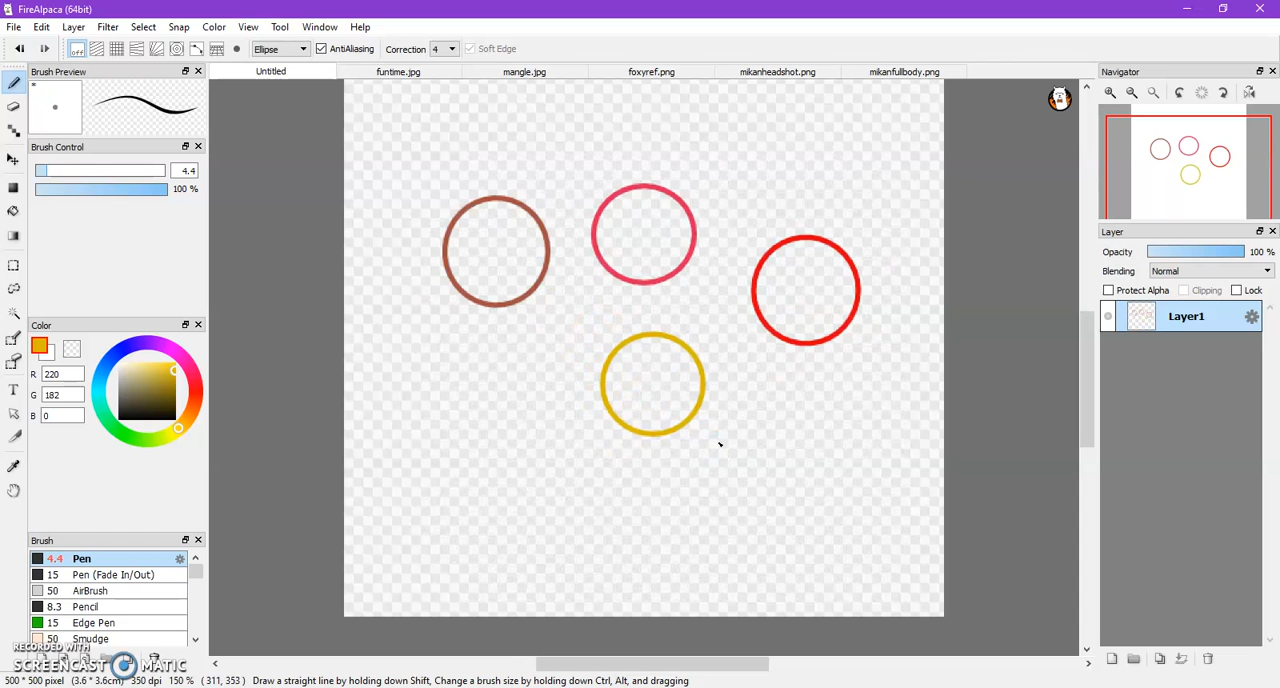 FireAlpaca (64bit)
File Edit Layer Filter Select Snap Color View Tool Window Help
off Ellipse AntiAliasing Correction 4 Soft Edge
Brush Preview
Untitled funtime.jpg mangle.jpg foxyref.png mikanheadshot.png mikanfullbody.png
Navigator
Brush Control
4.4
100 %
Layer
Opacity 100 %
Blending Normal
Protect Alpha Clipping Lock
Layer1
Color
R 220
G 182
B 0
Brush
4.4 Pen
15 Pen (Fade In/Out)
50 AirBrush
8.3 Pencil
15 Edge Pen
50 Smudge
RECORDED WITH
SCREENCAST MATIC
500 * 500 pixel (3.6 * 3.6cm) 350 dpi 150 % ( 311, 353 ) Draw a straight line by holding down Shift, Change a brush size by holding down Ctrl, Alt, and dragging